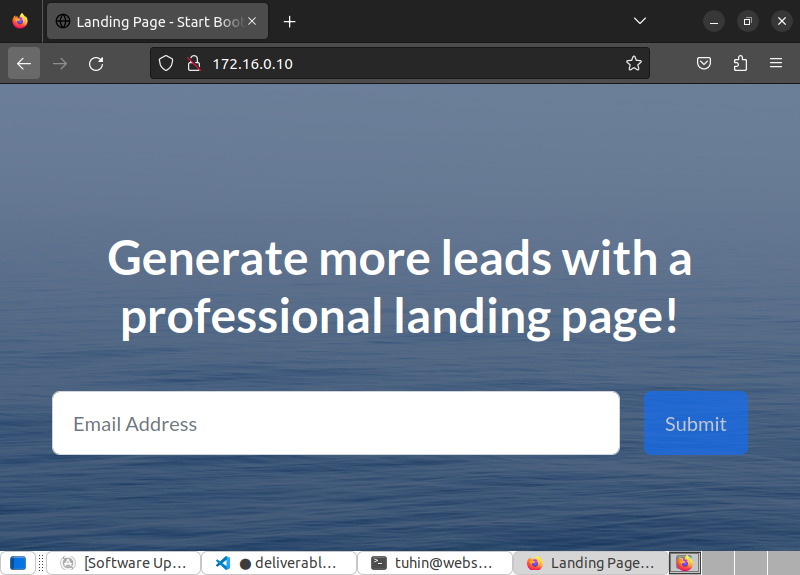 Landing Page - Start Boot
172.16.0.10
Generate more leads with a
professional landing page!
Email Address
Submit
[Software Up...
● deliverabl...
tuhin@webs...
Landing Page...